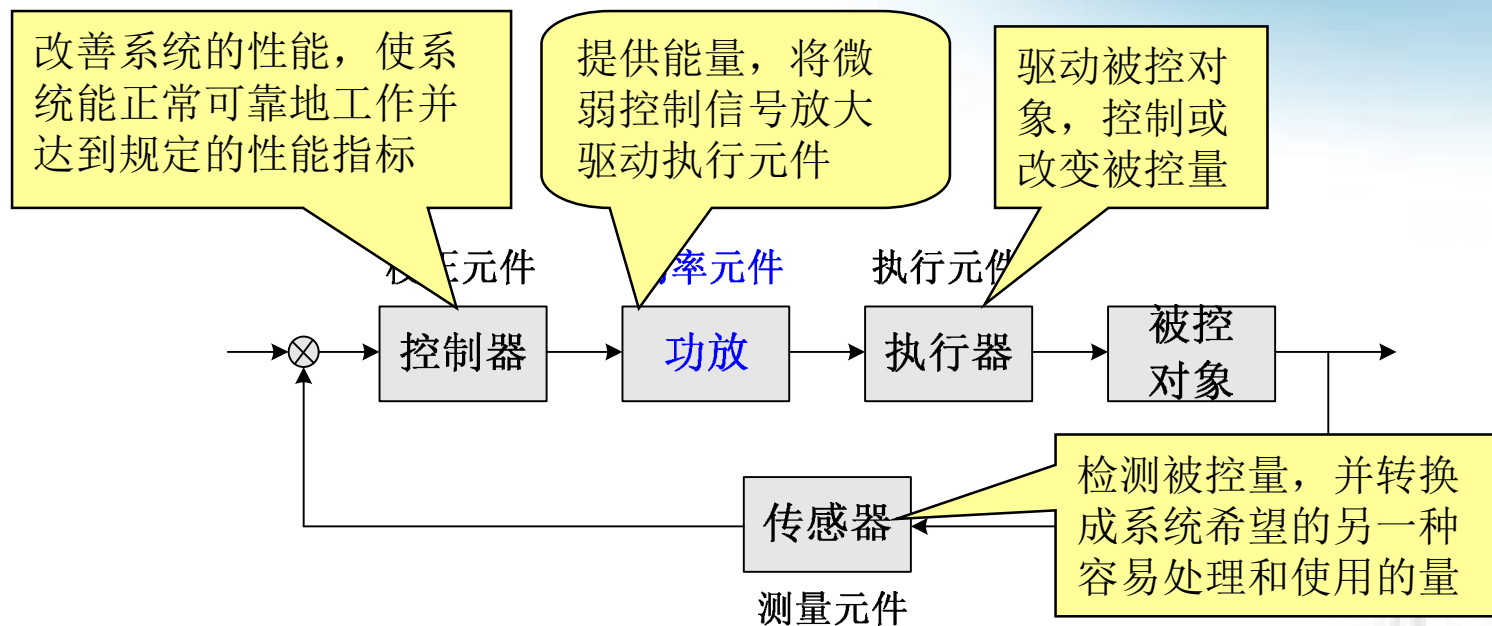 改善系统的性能，使系
统能正常可靠地工作并
达到规定的性能指标
提供能量，将微
弱控制信号放大
驱动执行元件
驱动被控对
象，控制或
改变被控量
正元件
率元件
执行元件
控制器
功放
执行器
被控
对象
传感器
检测被控量，并转换
成系统希望的另一种
容易处理和使用的量
测量元件